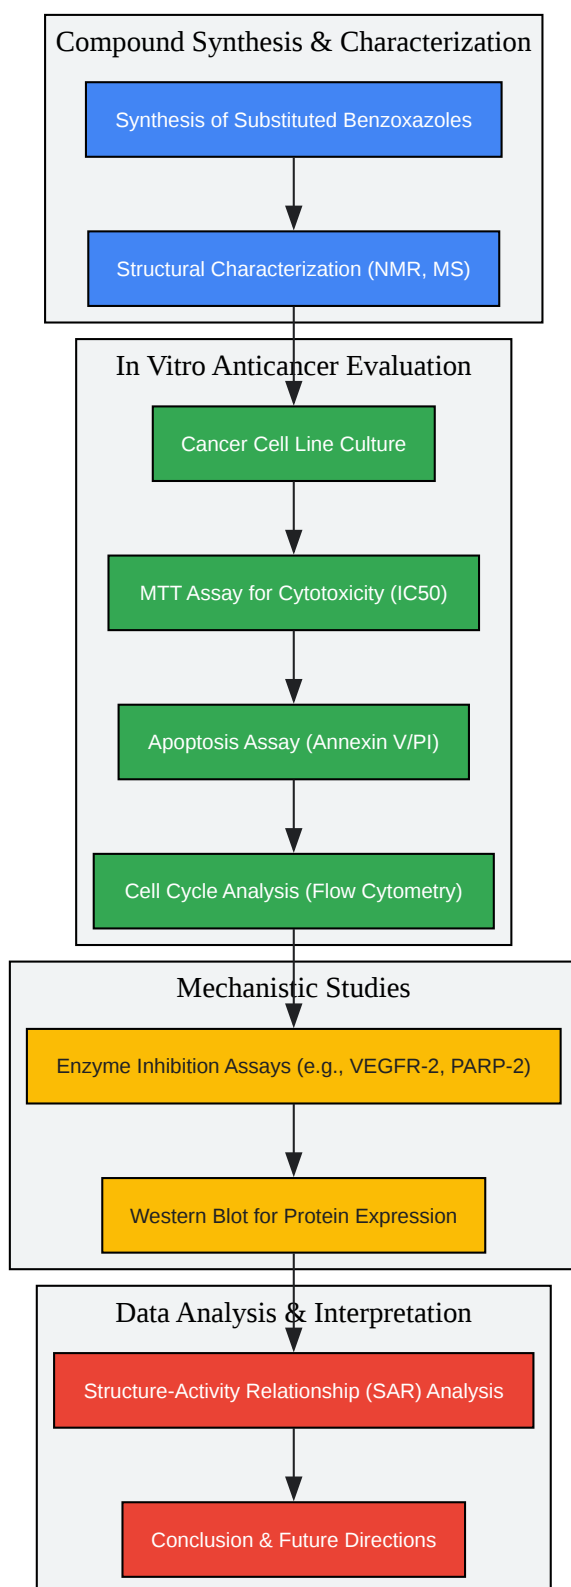 Compound Synthesis & Characterization
Synthesis of Substituted Benzoxazoles
Structural Characterization (NMR, MS)
In Vitro Anticancer Evaluation
Cancer Cell Line Culture
MTT Assay for Cytotoxicity (IC50)
Apoptosis Assay (Annexin V/PI)
Cell Cycle Analysis (Flow Cytometry)
Mechanistic Studies
Enzyme Inhibition Assays (e.g., VEGFR-2, PARP-2)
Western Blot for Protein Expression
Data Analysis & Interpretation
Structure-Activity Relationship (SAR) Analysis
Conclusion & Future Directions